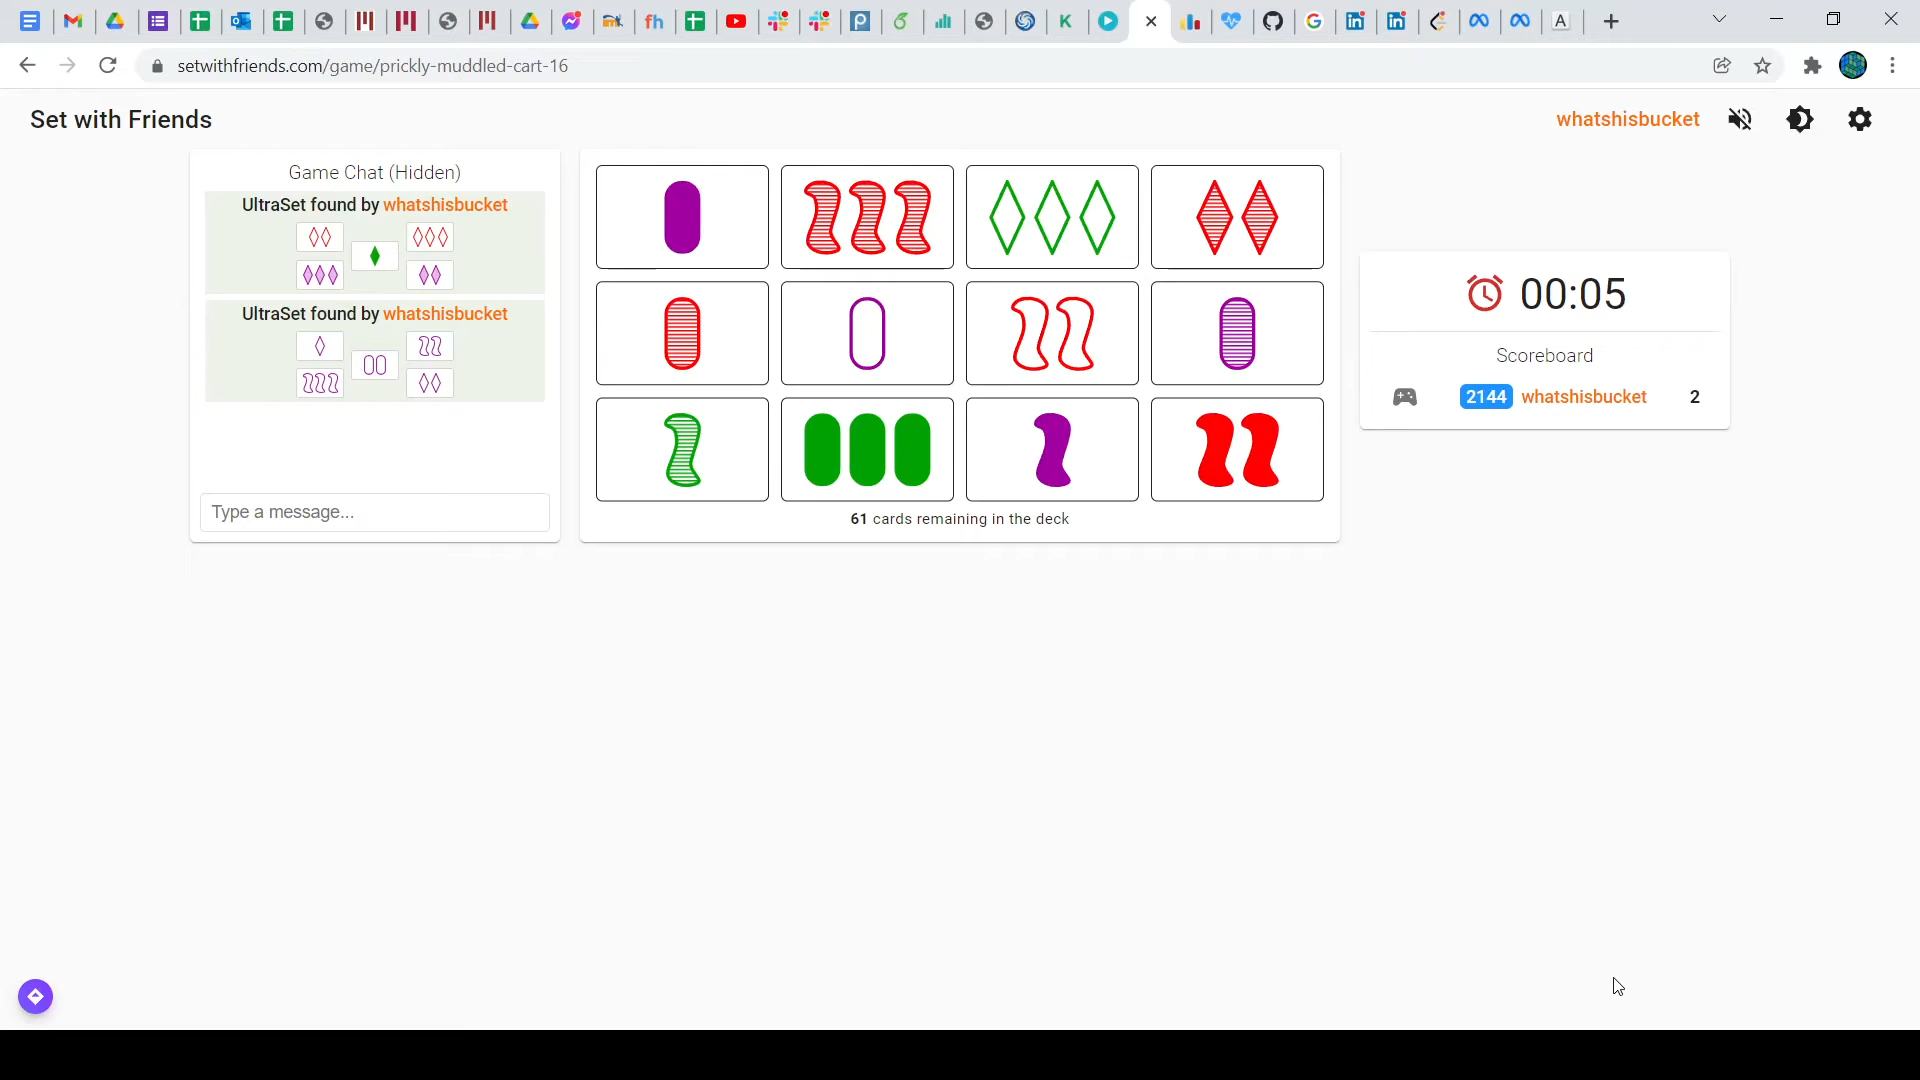 setwithfriends.com/game/prickly-muddled-cart-16
Set with Friends
whatshisbucket
Game Chat (Hidden)
UltraSet found by whatshisbucket
UltraSet found by whatshisbucket
Type a message...
61 cards remaining in the deck
00:05
Scoreboard
2144 whatshisbucket 2